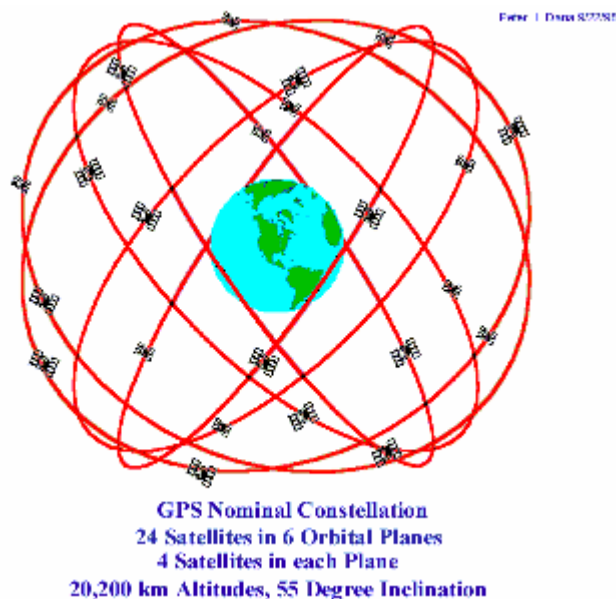 Peter
GPS Nominal Constellation
24 Satellites in 6 Orbital Planes
4 Satellites in each Plane
20,200 km Altitudes, 55 Degree Inclination